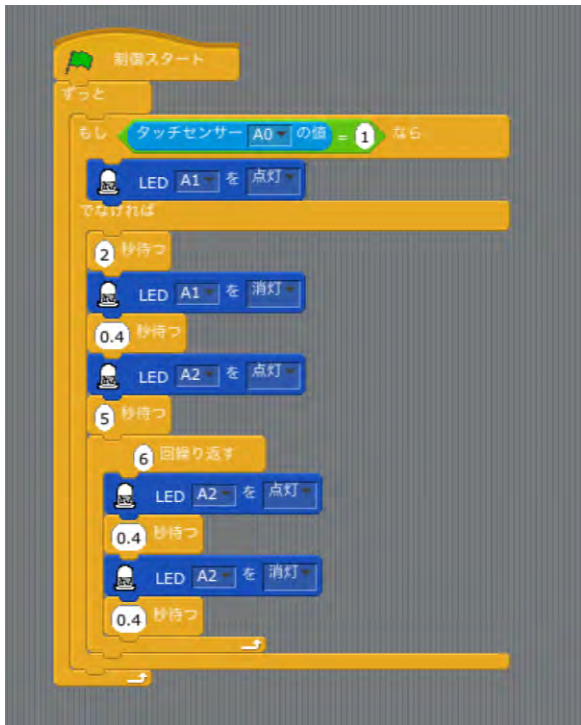 制御スタート
ずっと
もし タッチセンサー A0 の値 = 1 なら
LED A1 を 点灯
でなければ
2 秒待つ
LED A1 を 消灯
0.4 秒待つ
LED A2 を 点灯
5 秒待つ
6 回繰り返す
LED A2 を 点灯
0.4 秒待つ
LED A2 を 消灯
0.4 秒待つ